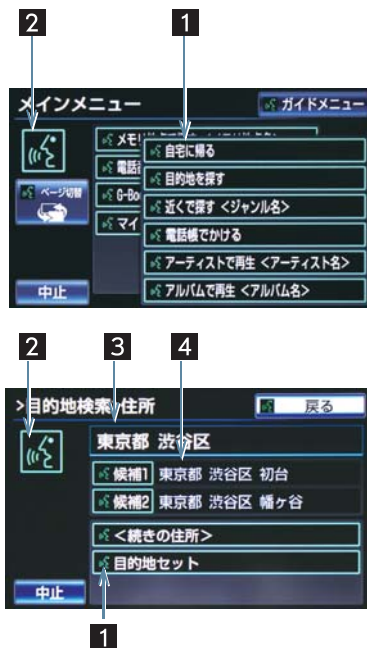 2 1
メインメニュー ガイドメニュー
メモリ
自宅に帰る
電話
目的地を探す
ページ切替
G-Bo
近くで探す <ジャンル名>
マイ
電話帳でかける
アーティストで再生 <アーティスト名>
中止
アルバムで再生 <アルバム名>
2 3 4
>目的地検索>住所 戻る
東京都 渋谷区
候補1 東京都 渋谷区 初台
候補2 東京都 渋谷区 幡ヶ谷
<続きの住所>
目的地セット
中止
1